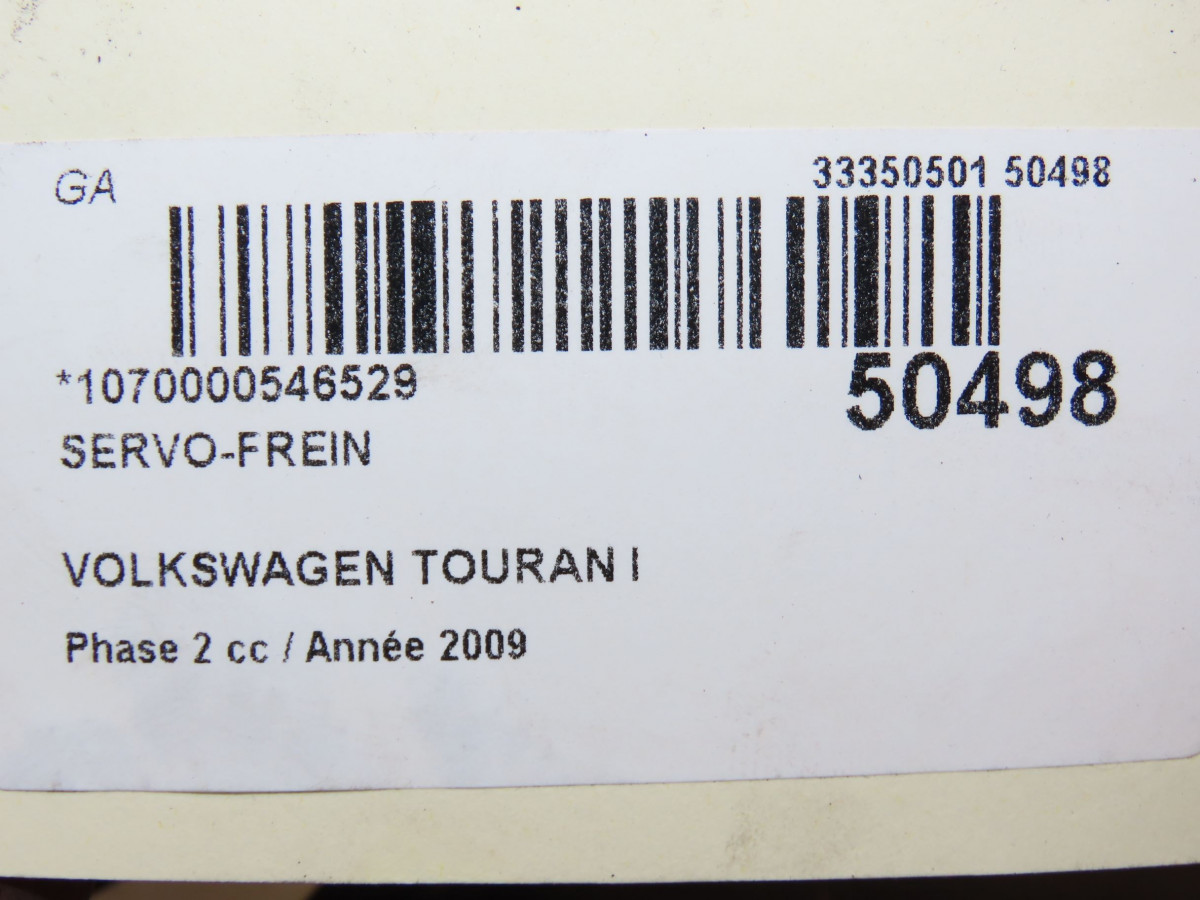 GA 33350501 50498
*1070000546529 50498
SERVO-FREIN
VOLKSWAGEN TOURAN I
Phase 2 cc / Année 2009